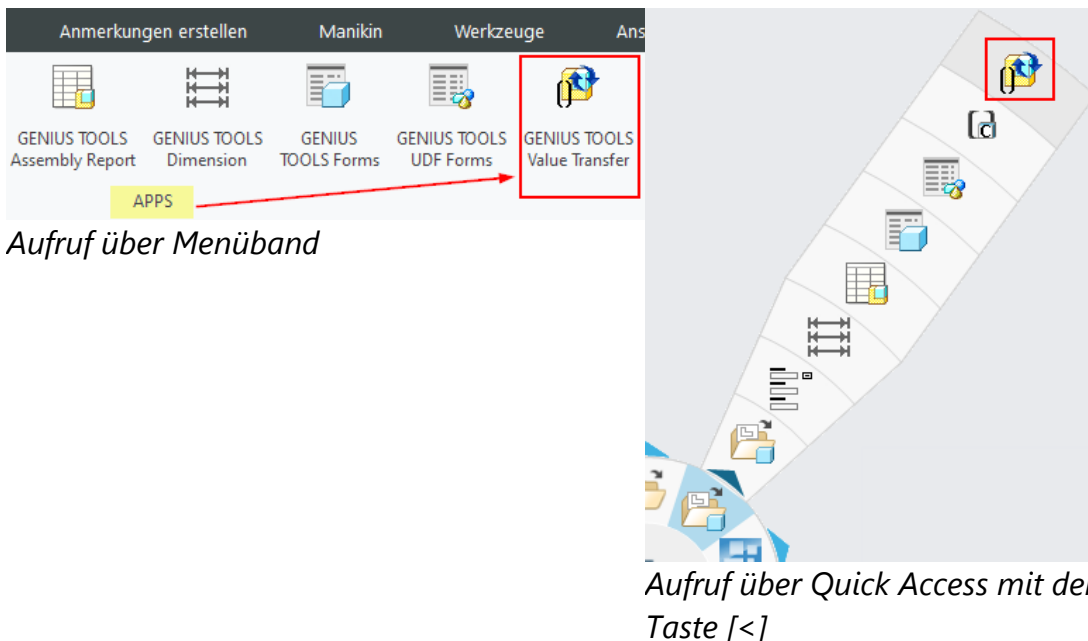 Anmerkungen erstellen Manikin Werkzeuge Ans
GENIUS TOOLS GENIUS TOOLS GENIUS GENIUS TOOLS GENIUS TOOLS
Assembly Report Dimension TOOLS Forms UDF Forms Value Transfer
APPS
Aufruf über Menüband
Aufruf über Quick Access mit der
Taste [<]